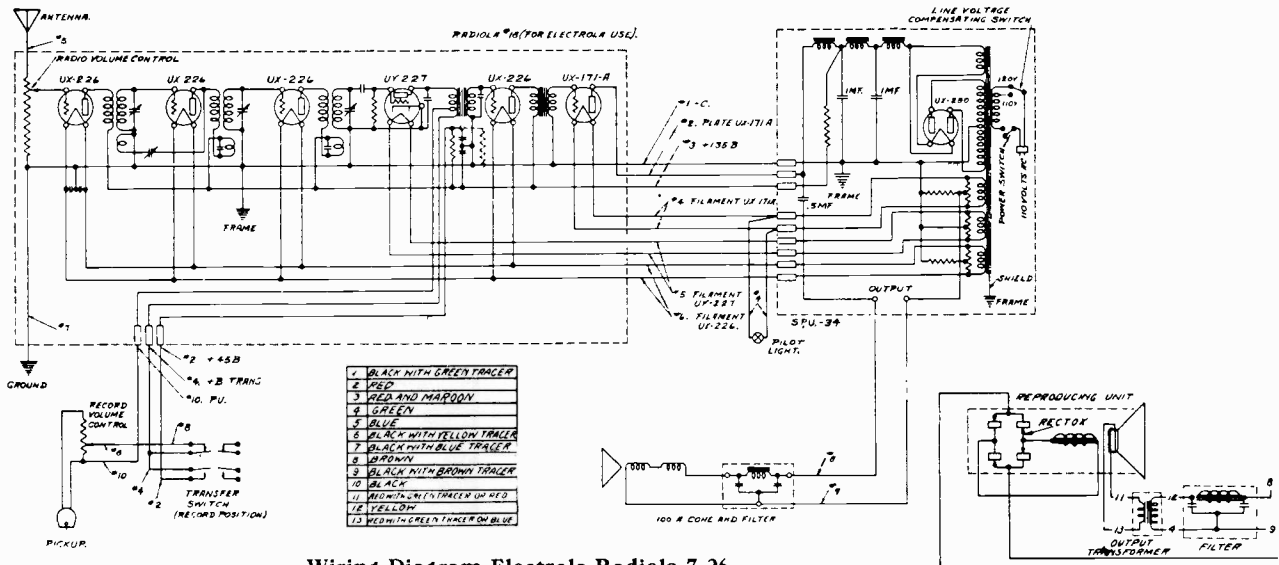 ANTENNA.
#5
RADIO VOLUME CONTROL
RADIOLA #18 (FOR ELECTROLA USE).
LINE VOLTAGE
COMPENSATING SWITCH
UX-226
UX 226
UX-226
UY 227
UX-226
UX-171-A
#1 -C.
#2. PLATE UX-171A
#3 +135B
#4. FILAMENT UX 171A
#5 FILAMENT
UY-227
#6. FILAMENT
UX-226.
1MF.
1MF
UX-280
120V
110V
POWER SWITCH
110 VOLTS AC
FRAME
.5MF
SHIELD
FRAME
OUTPUT
S.P.U.-34
PILOT
LIGHT.
FRAME
#7
GROUND
#2 +45B
#4. +B TRANS
#10. PU.
RECORD
VOLUME
CONTROL
#8
#6
#10
#4
#2
TRANSFER
SWITCH
(RECORD POSITION)
PICKUP.
1 BLACK WITH GREEN TRACER
2 RED
3 RED AND MAROON
4 GREEN
5 BLUE
6 BLACK WITH YELLOW TRACER
7 BLACK WITH BLUE TRACER
8 BROWN
9 BLACK WITH BROWN TRACER
10 BLACK
11 RED WITH GREEN TRACER OR RED
12 YELLOW
13 RED WITH GREEN TRACER OR BLUE
100 A CONE AND FILTER
#8
#9
REPRODUCING UNIT
RECTOX
11
12
8
13
4
9
OUTPUT
TRANSFORMER
FILTER
Wiring Diagram Electrola Radiola 7-26